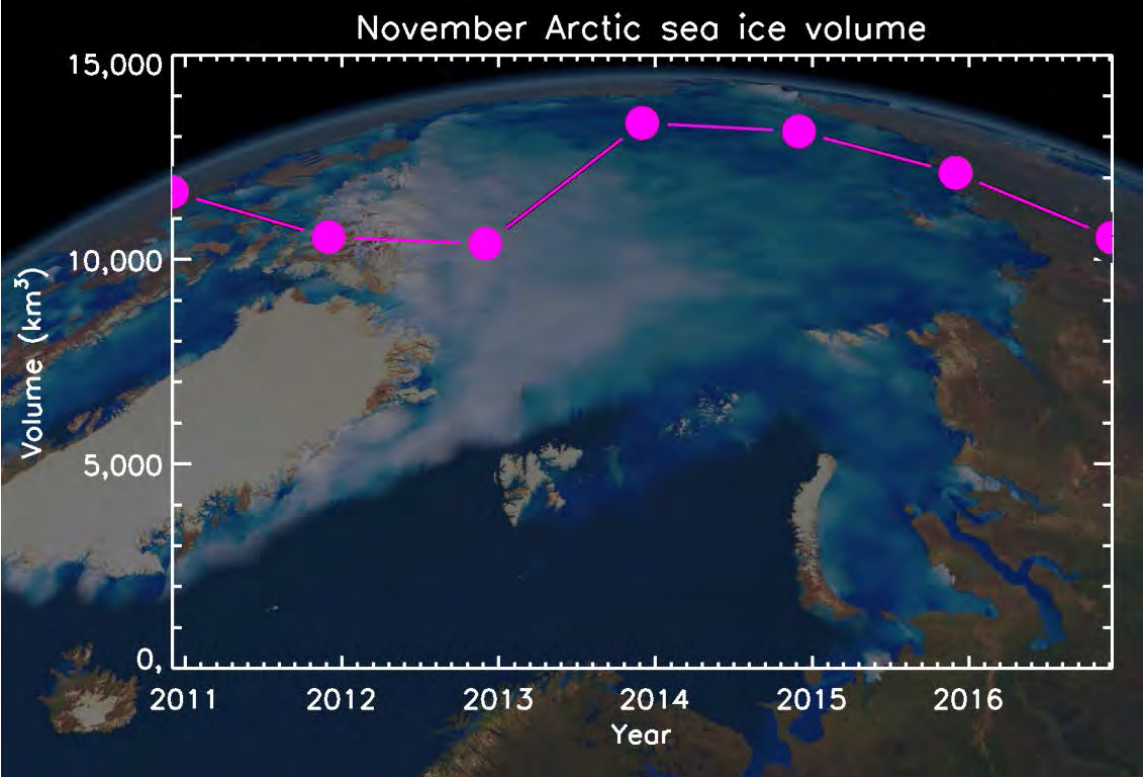 November Arctic sea ice volume
15,000
10,000
5,000
0,
Volume (km³)
2011 2012 2013 2014 2015 2016
Year